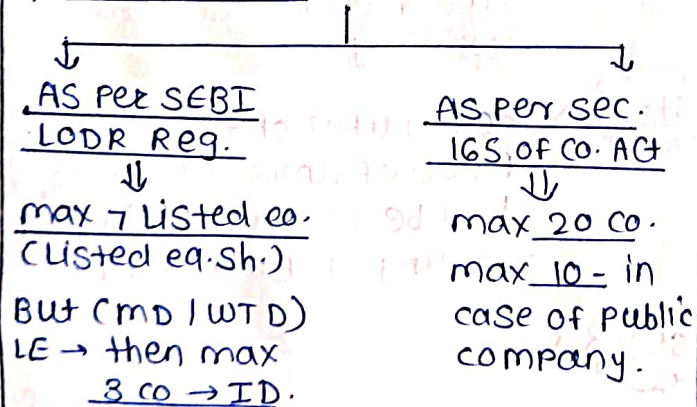 AS Per SEBI
LODR Reg.
max 7 Listed co.
(Listed eq.sh.)
But (MD / WTD)
LE → then max
3 co → ID.
AS per sec.
165. of CO. Act
max 20 co.
max 10 - in
case of public
company.